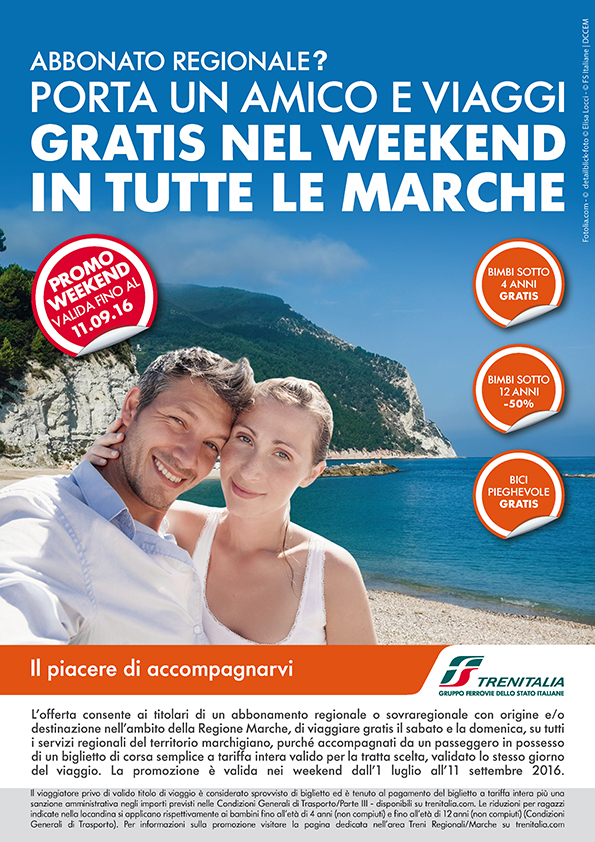 ABBONATO REGIONALE?
PORTA UN AMICO E VIAGGI
GRATIS NEL WEEKEND
IN TUTTE LE MARCHE
Fotolia.com - © detailblick-foto © Elisa Locci - © FS Italiane | DCCEM
PROMO
WEEKEND
VALIDA FINO AL
11.09.16
BIMBI SOTTO
4 ANNI
GRATIS
BIMBI SOTTO
12 ANNI
-50%
BICI
PIEGHEVOLE
GRATIS
Il piacere di accompagnarvi
TRENITALIA
GRUPPO FERROVIE DELLO STATO ITALIANE
L'offerta consente ai titolari di un abbonamento regionale o sovraregionale con origine e/o
destinazione nell'ambito della Regione Marche, di viaggiare gratis il sabato e la domenica, su tutti
i servizi regionali del territorio marchigiano, purché accompagnati da un passeggero in possesso
di un biglietto di corsa semplice a tariffa intera valido per la tratta scelta, validato lo stesso giorno
del viaggio. La promozione è valida nei weekend dall'1 luglio all'11 settembre 2016.
Il viaggiatore privo di valido titolo di viaggio è considerato sprovvisto di biglietto ed è tenuto al pagamento del biglietto a tariffa intera più una
sanzione amministrativa negli importi previsti nelle Condizioni Generali di Trasporto/Parte III - disponibili su trenitalia.com. Le riduzioni per ragazzi
indicate nella locandina si applicano rispettivamente ai bambini fino all'età di 4 anni (non compiuti) e fino all'età di 12 anni (non compiuti) (Condizioni
Generali di Trasporto). Per informazioni sulla promozione visitare la pagina dedicata nell'area Treni Regionali/Marche su trenitalia.com